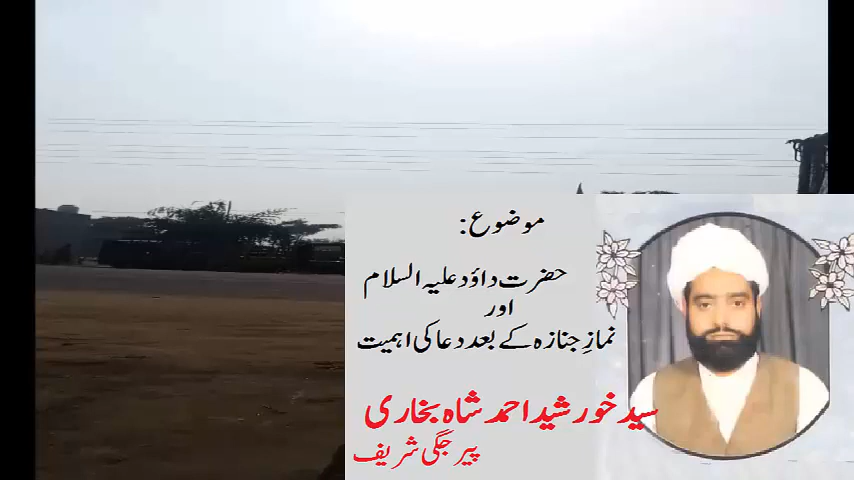 موضوع:
حضرت داؤد علیہ السلام
اور
نمازِ جنازہ کے بعد دعا کی اہمیت
سید خورشید احمد شاہ بخاری
پیر جگی شریف